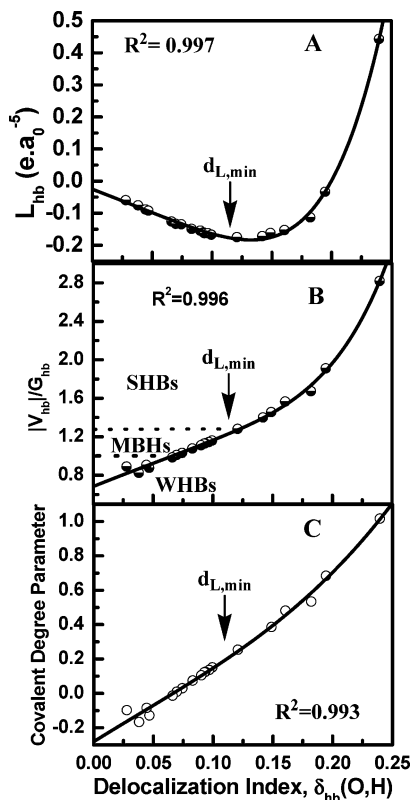 0.5
R²= 0.997
A
0.4
0.3
0.2
L_hb (e.a₀⁻⁵)
0.1
d_L,min
0.0
-0.1
-0.2
2.8
R²=0.996
B
2.4
|V_hb|/G_hb
2.0
d_L,min
SHBs
1.6
1.2
MBHs
0.8
WHBs
1.0
C
0.8
Covalent Degree Parameter
d_L,min
0.6
0.4
0.2
0.0
R²=0.993
-0.2
0.00 0.05 0.10 0.15 0.20 0.25
Delocalization Index, δ_hb(O,H)